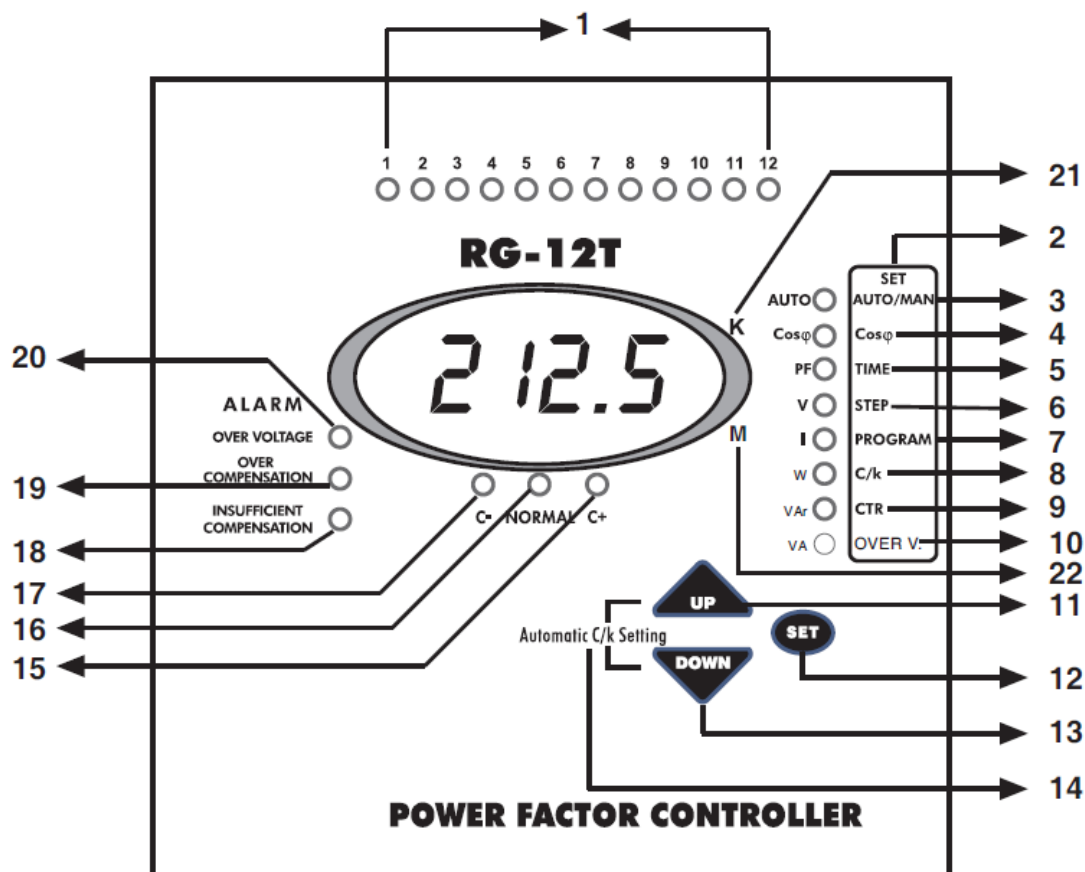 1
1 2 3 4 5 6 7 8 9 10 11 12
RG-12T
212.5
K
M
21
2
SET
AUTO AUTO/MAN 3
Cosφ Cosφ 4
PF TIME 5
V STEP 6
I PROGRAM 7
W C/k 8
VAr CTR 9
VA OVER V. 10
22
20
ALARM
OVER VOLTAGE
OVER
COMPENSATION
19
INSUFFICIENT
COMPENSATION
18
C- NORMAL C+
17
16
15
UP
11
Automatic C/k Setting
SET
DOWN
12
13
14
POWER FACTOR CONTROLLER